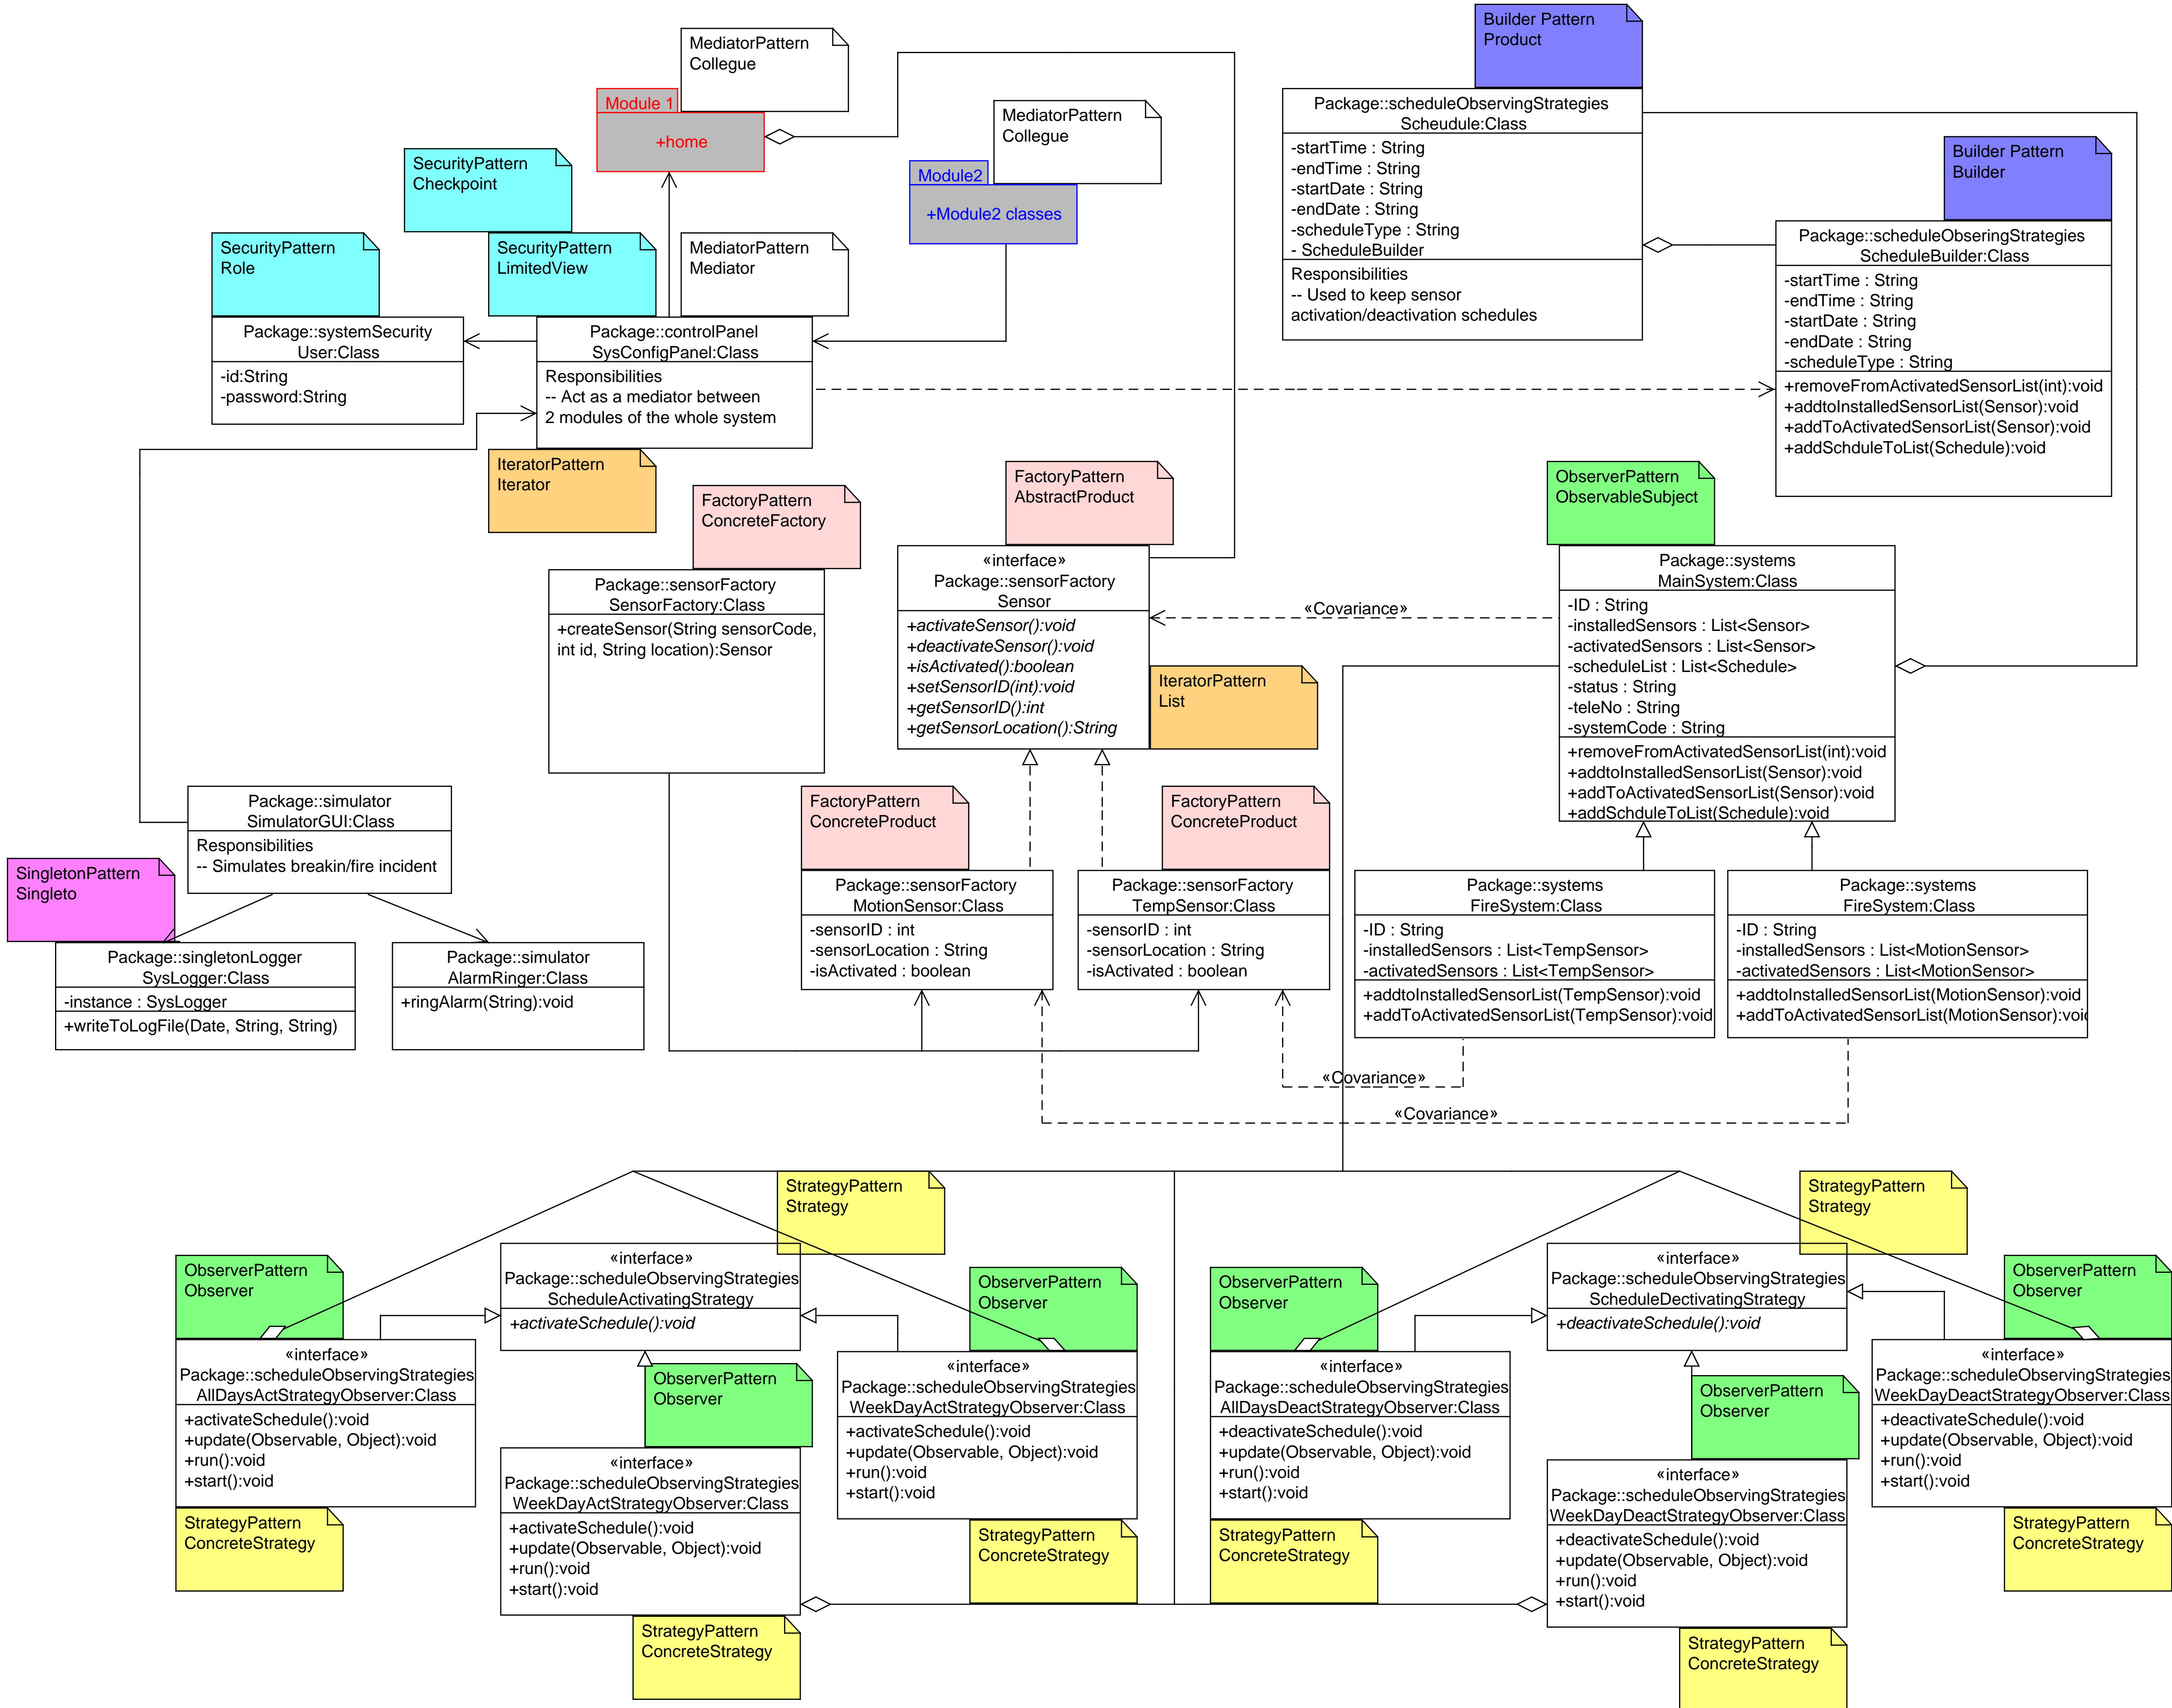 MediatorPattern
Collegue
Module 1
+home
MediatorPattern
Collegue
Module2
+Module2 classes
SecurityPattern
Checkpoint
SecurityPattern
Role
SecurityPattern
LimitedView
MediatorPattern
Mediator
Package::systemSecurity
User:Class
-id:String
-password:String
Package::controlPanel
SysConfigPanel:Class
Responsibilities
-- Act as a mediator between
2 modules of the whole system
IteratorPattern
Iterator
Builder Pattern
Product
Package::scheduleObservingStrategies
Scheudule:Class
-startTime : String
-endTime : String
-startDate : String
-endDate : String
-scheduleType : String
- ScheduleBuilder
Responsibilities
-- Used to keep sensor
activation/deactivation schedules
Builder Pattern
Builder
Package::scheduleObseringStrategies
ScheduleBuilder:Class
-startTime : String
-endTime : String
-startDate : String
-endDate : String
-scheduleType : String
+removeFromActivatedSensorList(int):void
+addtoInstalledSensorList(Sensor):void
+addToActivatedSensorList(Sensor):void
+addSchduleToList(Schedule):void
FactoryPattern
ConcreteFactory
Package::sensorFactory
SensorFactory:Class
+createSensor(String sensorCode,
int id, String location):Sensor
FactoryPattern
AbstractProduct
«interface»
Package::sensorFactory
Sensor
+activateSensor():void
+deactivateSensor():void
+isActivated():boolean
+setSensorID(int):void
+getSensorID():int
+getSensorLocation():String
IteratorPattern
List
«Covariance»
ObserverPattern
ObservableSubject
Package::systems
MainSystem:Class
-ID : String
-installedSensors : List<Sensor>
-activatedSensors : List<Sensor>
-scheduleList : List<Schedule>
-status : String
-teleNo : String
-systemCode : String
+removeFromActivatedSensorList(int):void
+addtoInstalledSensorList(Sensor):void
+addToActivatedSensorList(Sensor):void
+addSchduleToList(Schedule):void
Package::simulator
SimulatorGUI:Class
Responsibilities
-- Simulates breakin/fire incident
SingletonPattern
Singleto
Package::singletonLogger
SysLogger:Class
-instance : SysLogger
+writeToLogFile(Date, String, String)
Package::simulator
AlarmRinger:Class
+ringAlarm(String):void
FactoryPattern
ConcreteProduct
Package::sensorFactory
MotionSensor:Class
-sensorID : int
-sensorLocation : String
-isActivated : boolean
FactoryPattern
ConcreteProduct
Package::sensorFactory
TempSensor:Class
-sensorID : int
-sensorLocation : String
-isActivated : boolean
Package::systems
FireSystem:Class
-ID : String
-installedSensors : List<TempSensor>
-activatedSensors : List<TempSensor>
+addtoInstalledSensorList(TempSensor):void
+addToActivatedSensorList(TempSensor):void
Package::systems
FireSystem:Class
-ID : String
-installedSensors : List<MotionSensor>
-activatedSensors : List<MotionSensor>
+addtoInstalledSensorList(MotionSensor):void
+addToActivatedSensorList(MotionSensor):void
«Covariance»
«Covariance»
StrategyPattern
Strategy
ObserverPattern
Observer
«interface»
Package::scheduleObservingStrategies
AllDaysActStrategyObserver:Class
+activateSchedule():void
+update(Observable, Object):void
+run():void
+start():void
StrategyPattern
ConcreteStrategy
«interface»
Package::scheduleObservingStrategies
ScheduleActivatingStrategy
+activateSchedule():void
ObserverPattern
Observer
«interface»
Package::scheduleObservingStrategies
WeekDayActStrategyObserver:Class
+activateSchedule():void
+update(Observable, Object):void
+run():void
+start():void
StrategyPattern
ConcreteStrategy
ObserverPattern
Observer
«interface»
Package::scheduleObservingStrategies
WeekDayActStrategyObserver:Class
+activateSchedule():void
+update(Observable, Object):void
+run():void
+start():void
StrategyPattern
ConcreteStrategy
ObserverPattern
Observer
«interface»
Package::scheduleObservingStrategies
AllDaysDeactStrategyObserver:Class
+deactivateSchedule():void
+update(Observable, Object):void
+run():void
+start():void
StrategyPattern
ConcreteStrategy
StrategyPattern
Strategy
«interface»
Package::scheduleObservingStrategies
ScheduleDectivatingStrategy
+deactivateSchedule():void
ObserverPattern
Observer
«interface»
Package::scheduleObservingStrategies
WeekDayDeactStrategyObserver:Class
+deactivateSchedule():void
+update(Observable, Object):void
+run():void
+start():void
StrategyPattern
ConcreteStrategy
ObserverPattern
Observer
«interface»
Package::scheduleObservingStrategies
WeekDayDeactStrategyObserver:Class
+deactivateSchedule():void
+update(Observable, Object):void
+run():void
+start():void
StrategyPattern
ConcreteStrategy